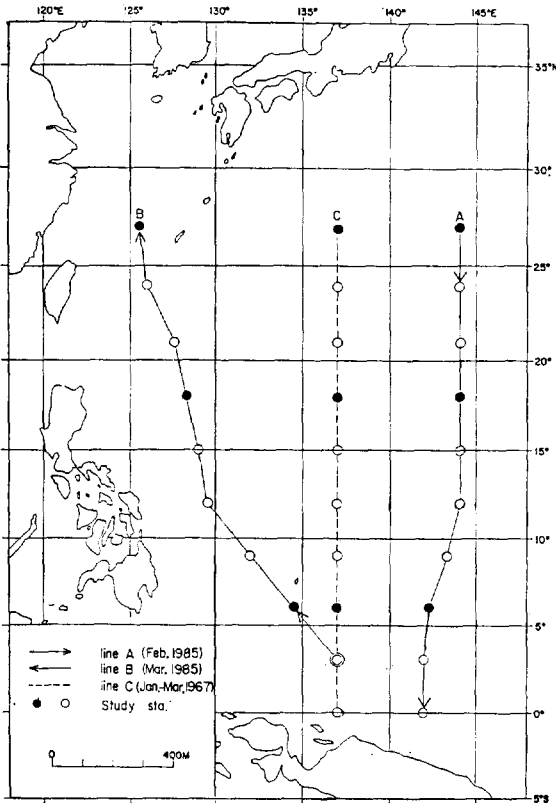 120°E 125° 130° 135° 140° 145°E
35°N
30°
B C A
25°
20°
15°
10°
5°
line A (Feb. 1985)
line B (Mar. 1985)
line C (Jan.-Mar. 1967)
Study sta.
0°
0 400M
5°S